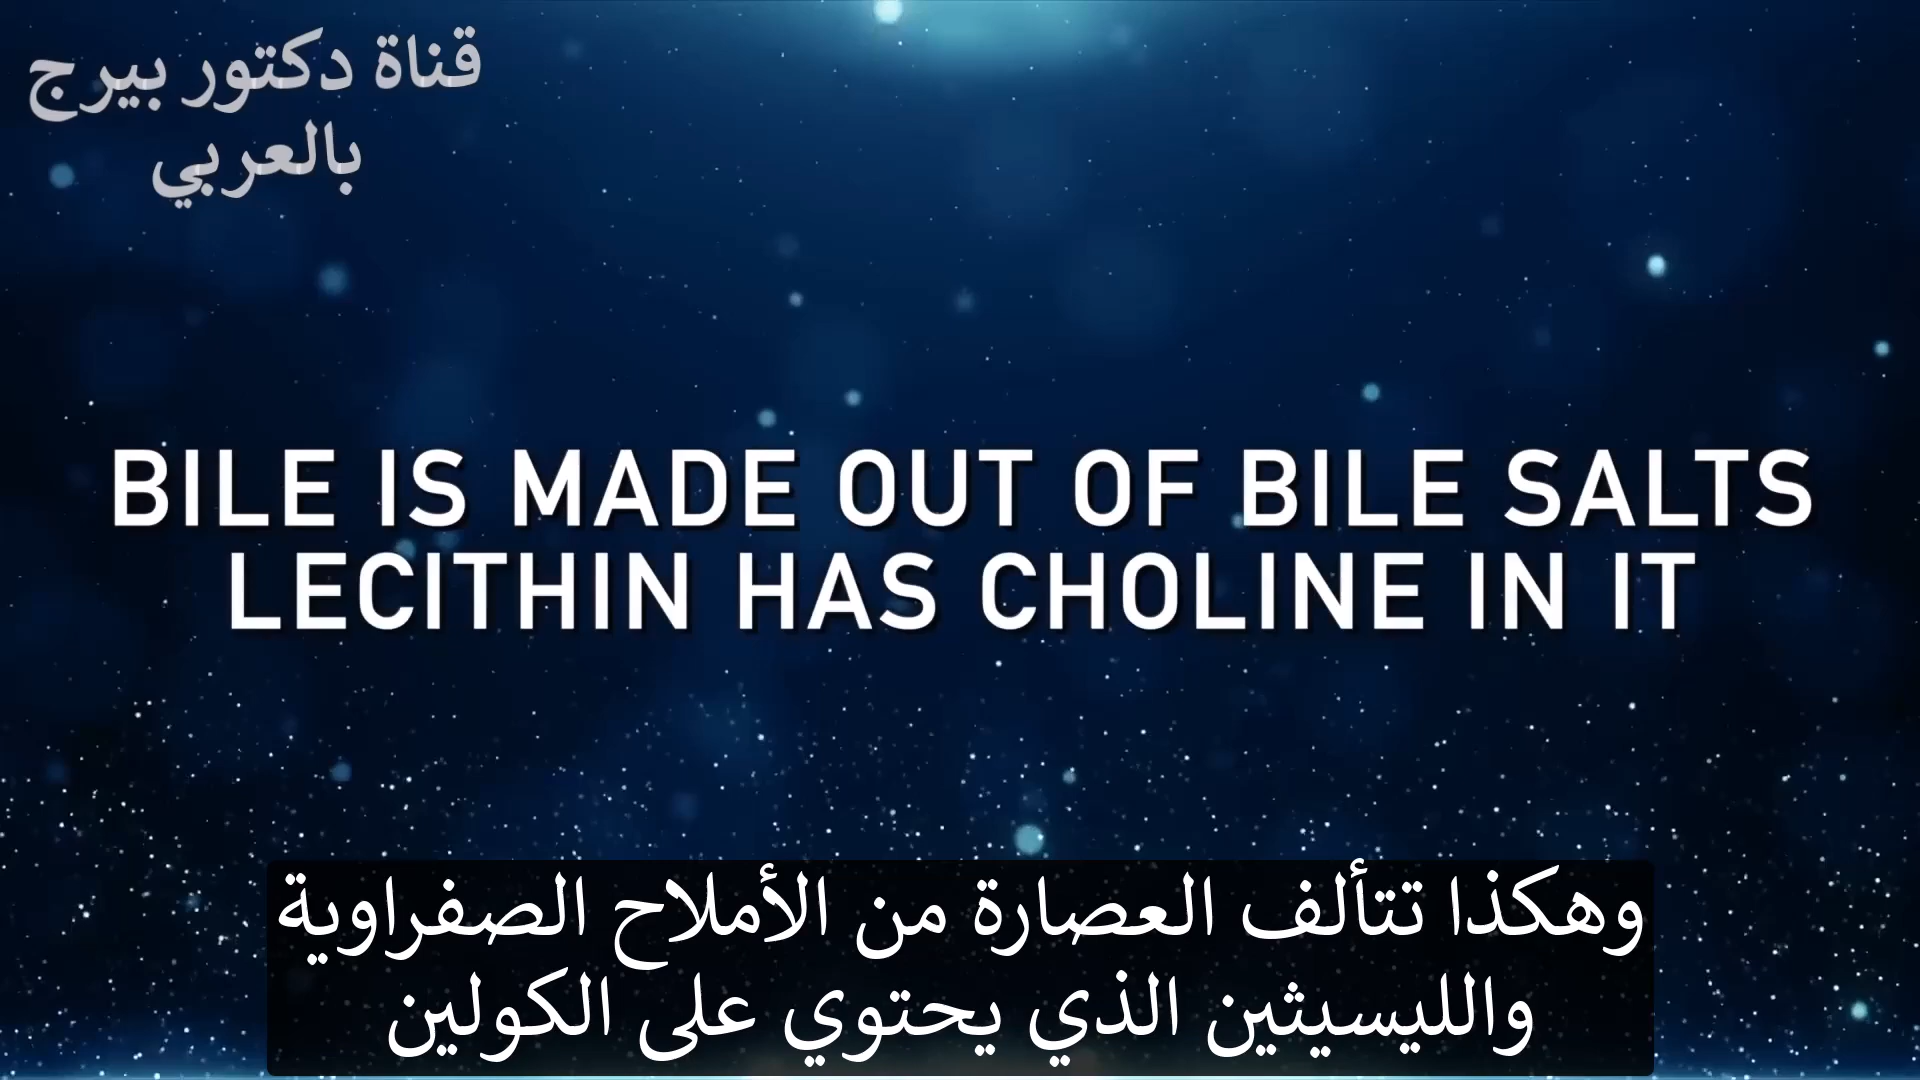 قناة دكتور بيرج
بالعربي
BILE IS MADE OUT OF BILE SALTS
LECITHIN HAS CHOLINE IN IT
وهكذا تتألف العصارة من الأملاح الصفراوية
والليسيثين الذي يحتوي على الكولين